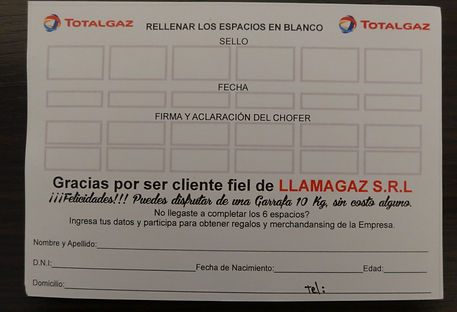 TOTALGAZ RELLENAR LOS ESPACIOS EN BLANCO TOTALGAZ
SELLO
FECHA
FIRMA Y ACLARACIÓN DEL CHOFER
Gracias por ser cliente fiel de LLAMAGAZ S.R.L
¡¡¡Felicidades!!! Puedes disfrutar de una Garrafa 10 Kg, sin costo alguno.
No llegaste a completar los 6 espacios?
Ingresa tus datos y participa para obtener regalos y merchandansing de la Empresa.
Nombre y Apellido:
D.N.I: Fecha de Nacimiento: Edad:
Domicilio: Tel: